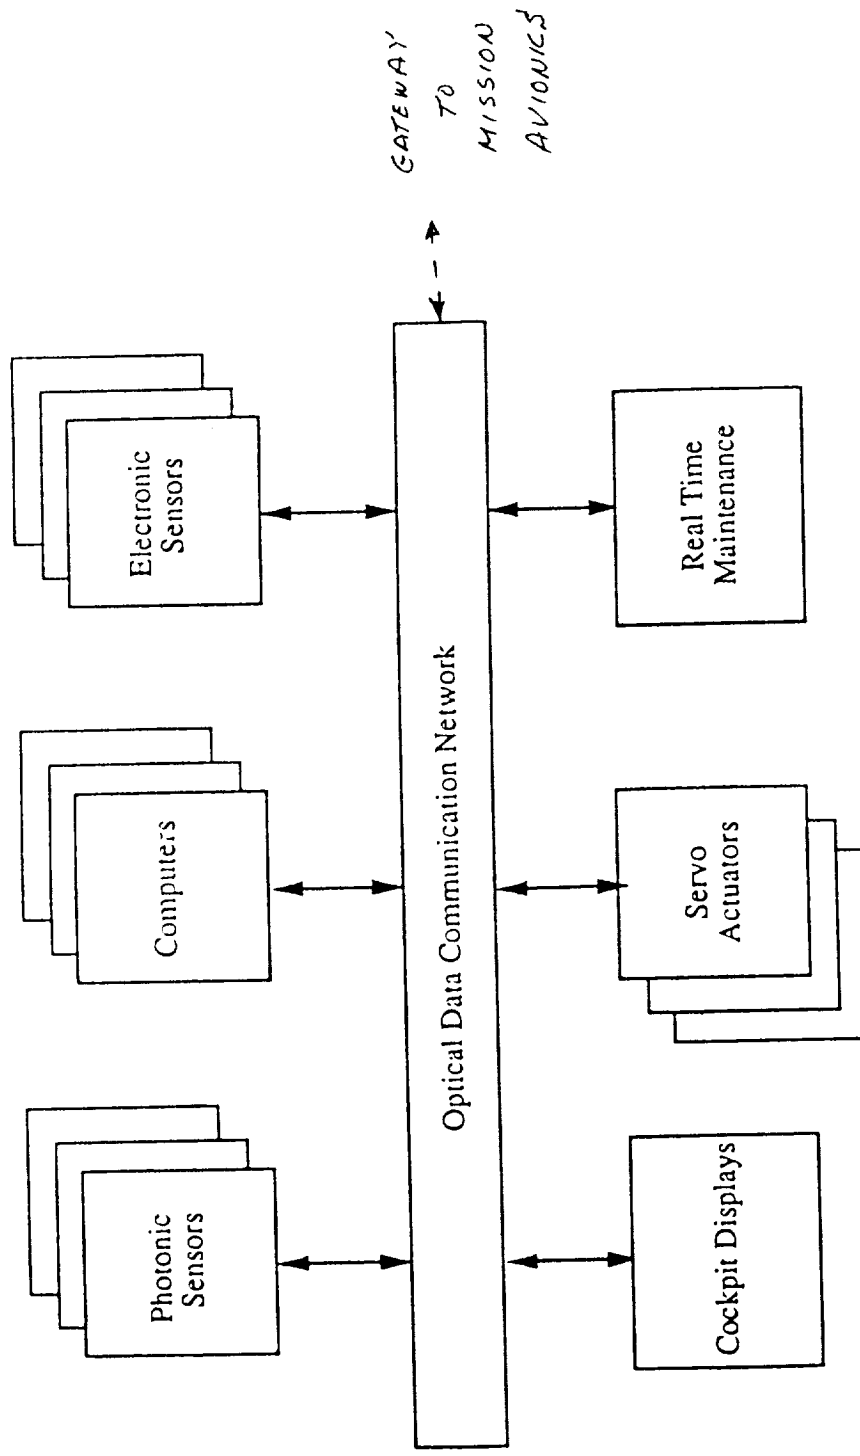 Photonic
Sensors
Computers
Electronic
Sensors
GATEWAY
TO
MISSION
AVIONICS
Optical Data Communication Network
Cockpit Displays
Servo
Actuators
Real Time
Maintenance